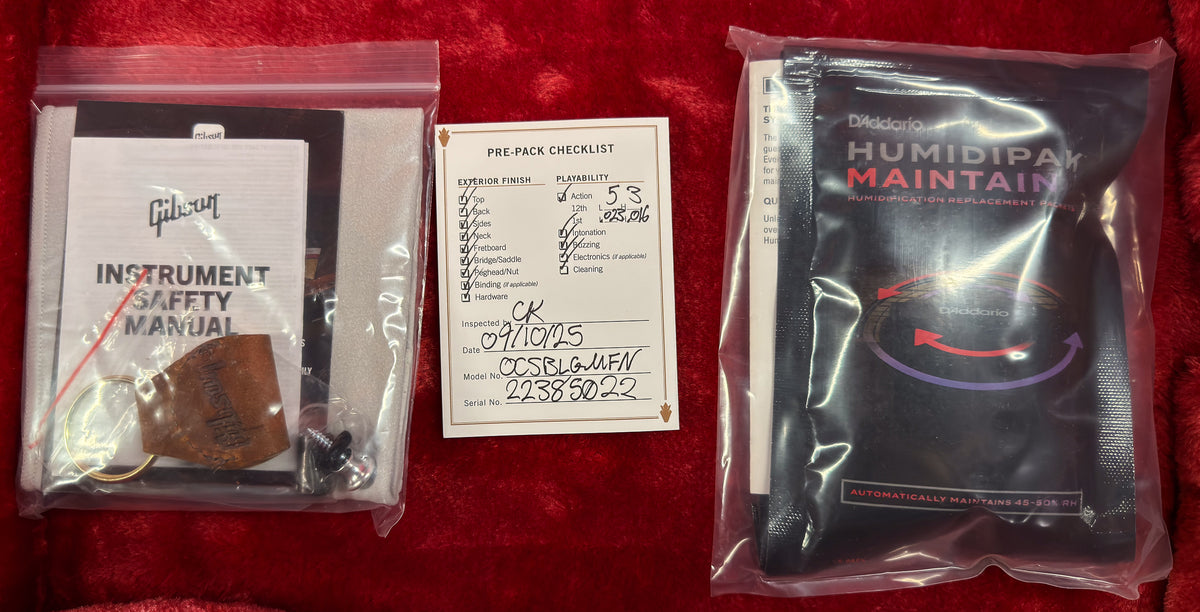 Gibson
Gibson
INSTRUMENT
SAFETY
MANUAL
PRE-PACK CHECKLIST
EXTERIOR FINISH
Top
Back
Sides
Neck
Fretboard
Bridge/Saddle
Peghead/Nut
Binding (if applicable)
Hardware
PLAYABILITY
Action 5 3
12th L H
1st .023 .016
Intonation
Buzzing
Electronics (if applicable)
Cleaning
Inspected by CK
Date 09/10/25
Model No. OCSBLGMFN
Serial No. 22385022
D'Addario
HUMIDIPAK
MAINTAIN
HUMIDIFICATION REPLACEMENT PACKETS
D'Addario
AUTOMATICALLY MAINTAINS 45-50% RH